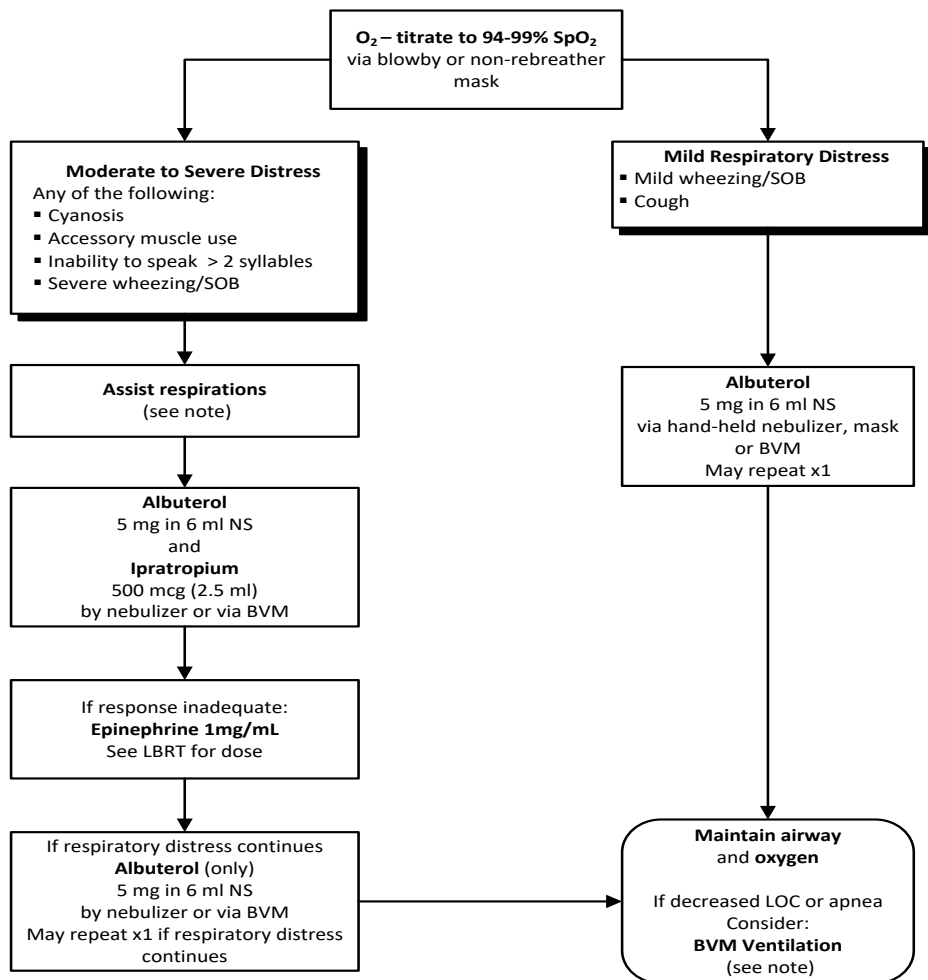 O₂ – titrate to 94-99% SpO₂
via blowby or non-rebreather
mask
Moderate to Severe Distress
Any of the following:
▪ Cyanosis
▪ Accessory muscle use
▪ Inability to speak > 2 syllables
▪ Severe wheezing/SOB
Assist respirations
(see note)
Albuterol
5 mg in 6 ml NS
and
Ipratropium
500 mcg (2.5 ml)
by nebulizer or via BVM
If response inadequate:
Epinephrine 1mg/mL
See LBRT for dose
If respiratory distress continues
Albuterol (only)
5 mg in 6 ml NS
by nebulizer or via BVM
May repeat x1 if respiratory distress
continues
Mild Respiratory Distress
▪ Mild wheezing/SOB
▪ Cough
Albuterol
5 mg in 6 ml NS
via hand-held nebulizer, mask
or BVM
May repeat x1
Maintain airway
and oxygen
If decreased LOC or apnea
Consider:
BVM Ventilation
(see note)